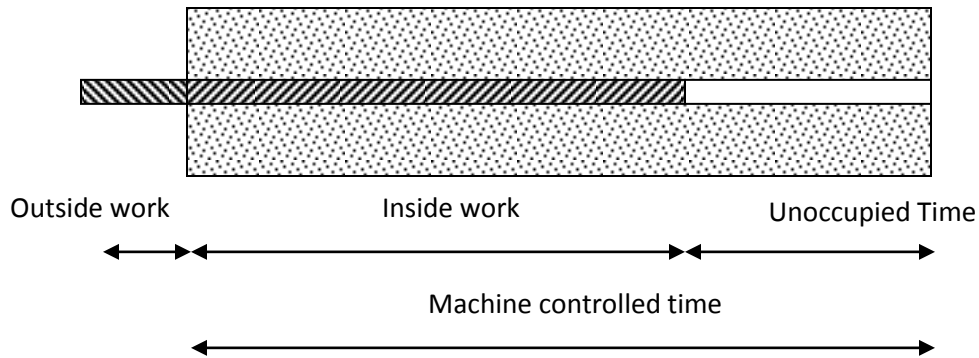 Outside work Inside work Unoccupied Time
Machine controlled time